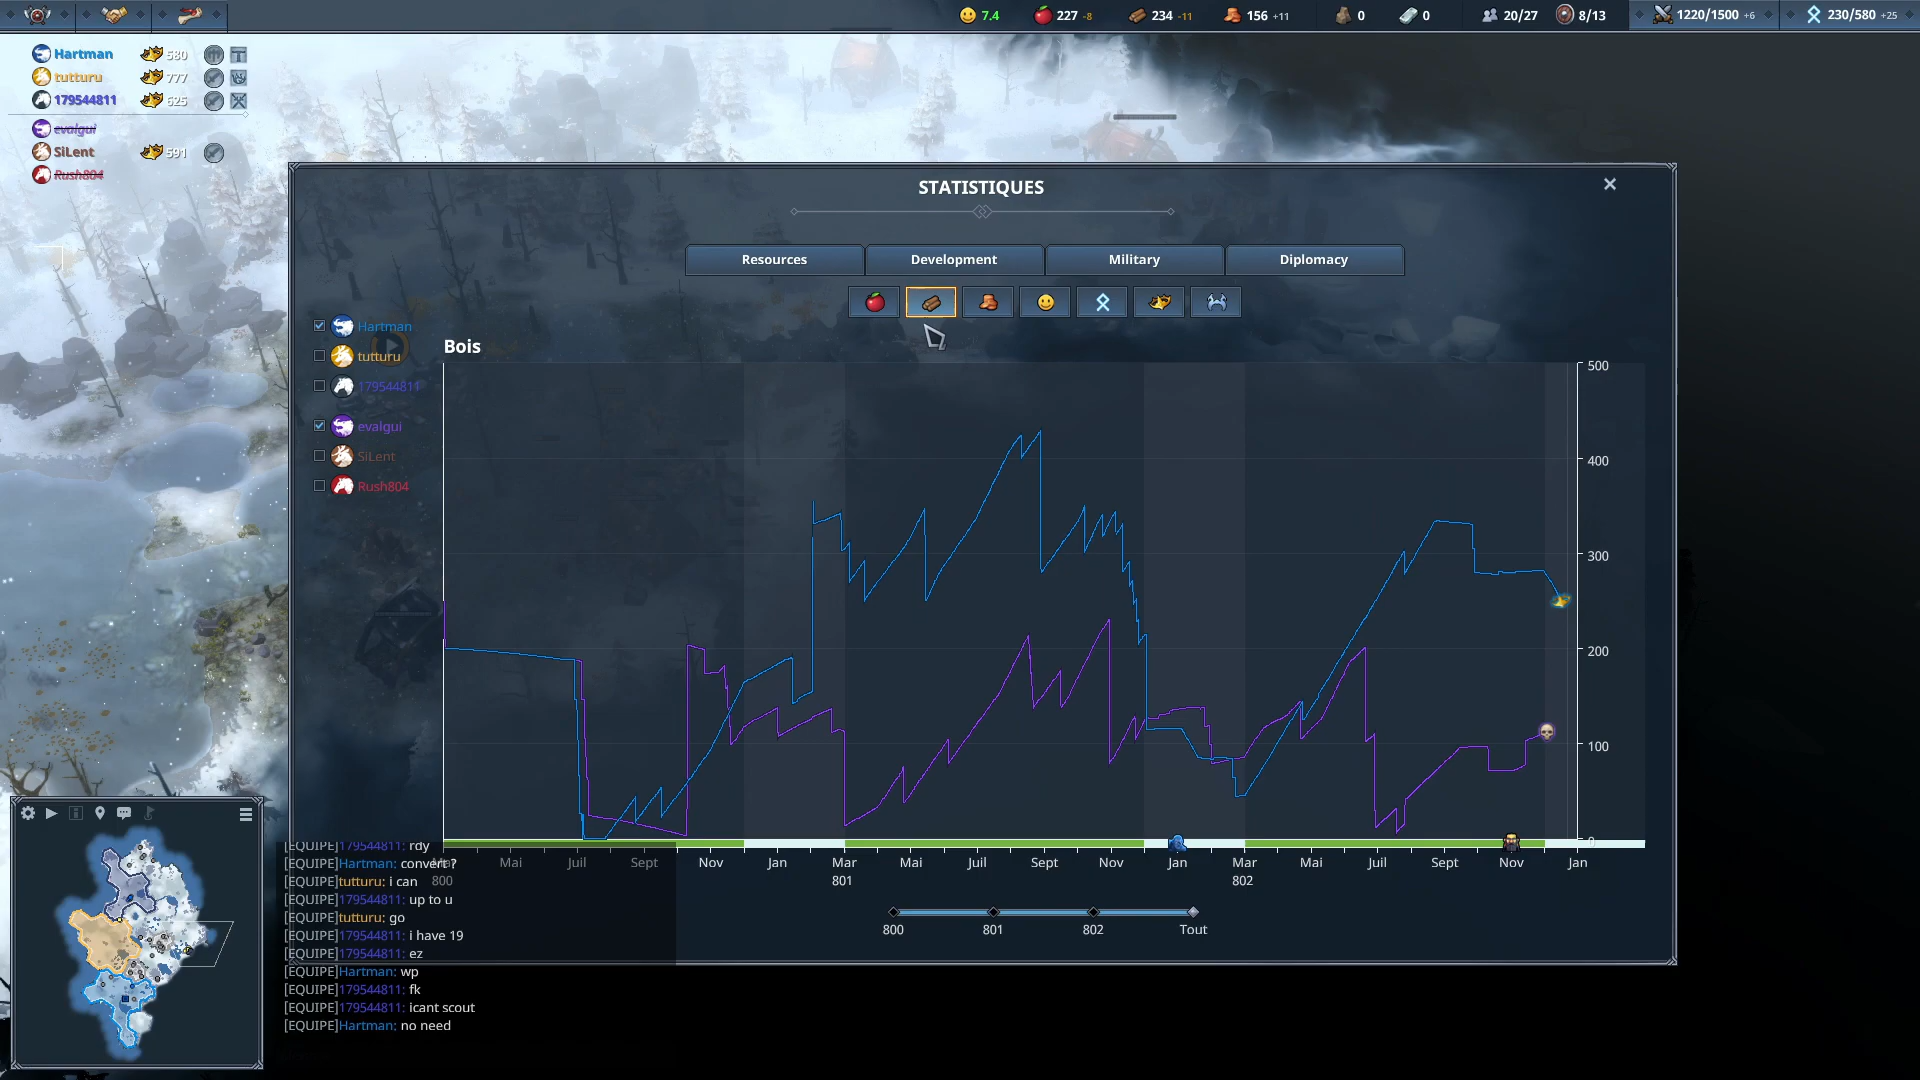 7.4 227 -8 234 -11 156 +11 0 0 20/27 8/13 1220/1500 +6 230/580 +25
Hartman 580
tutturu 777
179544811 625
evalgui
SiLent 591
Rush804
STATISTIQUES
Resources Development Military Diplomacy
Hartman
tutturu
179544811
evalgui
SiLent
Rush804
Bois
500
400
300
200
100
0
Mai Juil Sept Nov Jan Mar Mai Juil Sept Nov Jan Mar Mai Juil Sept Nov Jan
800 801 802
800 801 802 Tout
[EQUIPE]179544811: rdy
[EQUIPE]Hartman: convert ?
[EQUIPE]tutturu: i can
[EQUIPE]179544811: up to u
[EQUIPE]tutturu: go
[EQUIPE]179544811: i have 19
[EQUIPE]179544811: ez
[EQUIPE]Hartman: wp
[EQUIPE]179544811: fk
[EQUIPE]179544811: icant scout
[EQUIPE]Hartman: no need